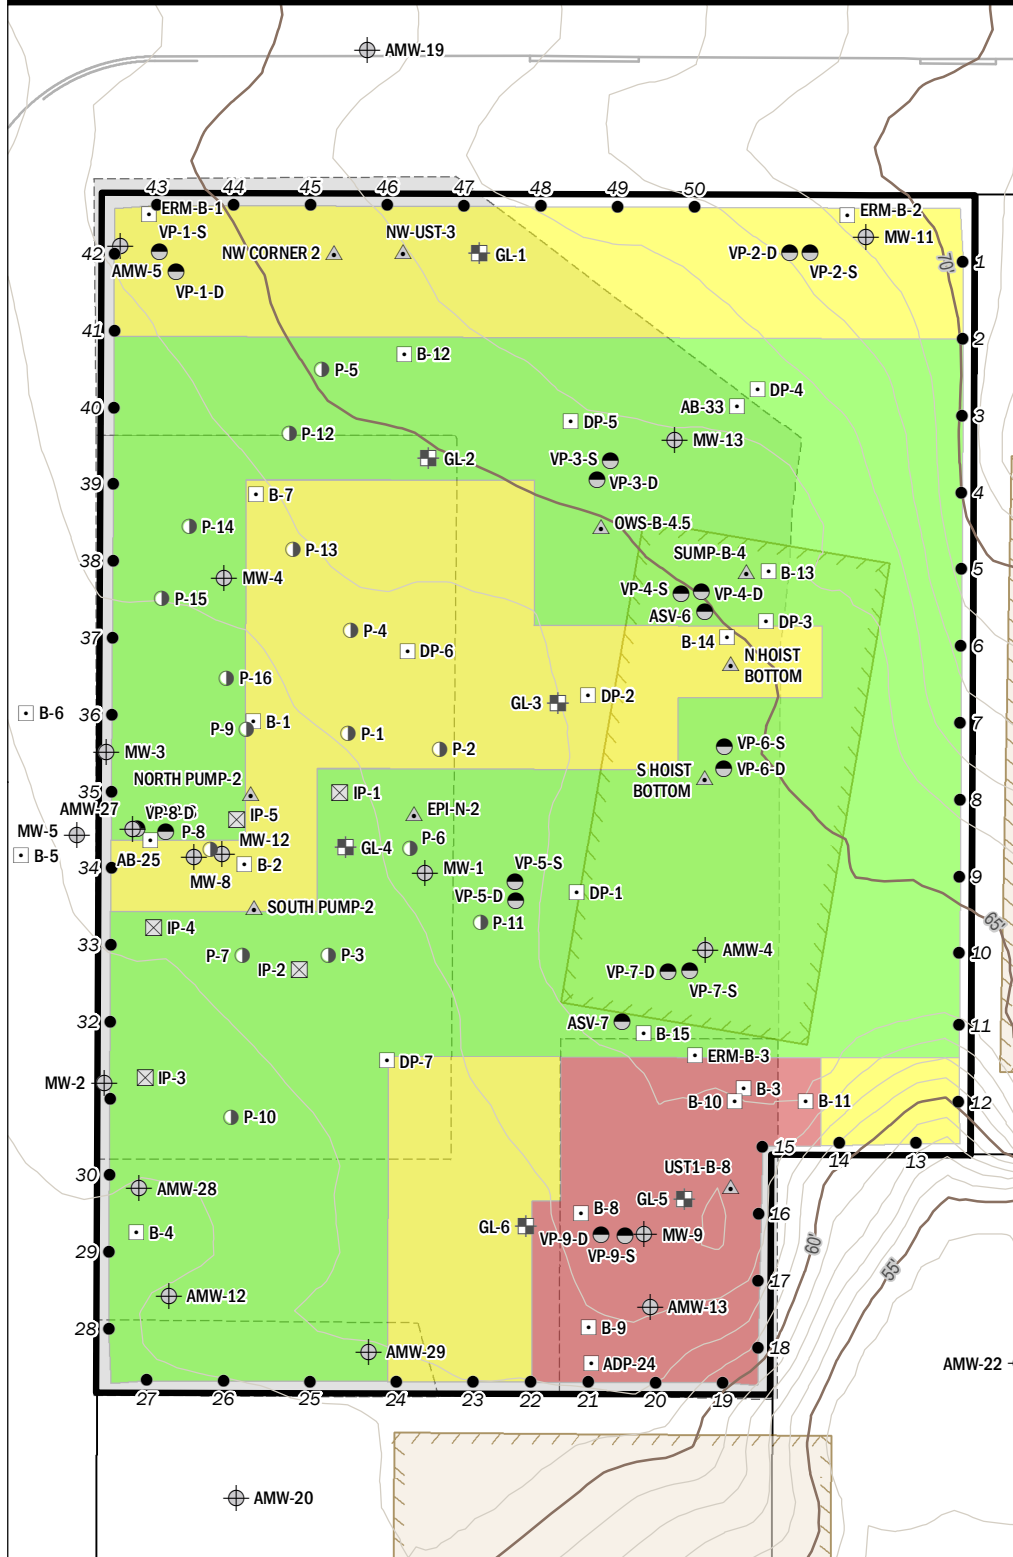 AMW-19
43 44 45 46 47 48 49 50
ERM-B-1
ERM-B-2
VP-1-S
NW-UST-3
MW-11
42
AMW-5
NW CORNER 2
GL-1
VP-2-D
VP-2-S
70'
1
VP-1-D
41
2
B-12
P-5
DP-4
40
AB-33
3
DP-5
P-12
MW-13
GL-2
VP-3-S
39
VP-3-D
4
B-7
P-14
OWS-B-4.5
P-13
SUMP-B-4
38
MW-4
B-13
5
P-15
VP-4-S
VP-4-D
ASV-6
DP-3
37
P-4
B-14
6
DP-6
N HOIST
BOTTOM
P-16
GL-3
DP-2
B-6
36
B-1
7
P-9
P-1
MW-3
P-2
VP-6-S
NORTH PUMP-2
S HOIST
BOTTOM
VP-6-D
35
IP-1
8
AMW-27
VP-8-D
IP-5
EPI-N-2
MW-5
P-8
MW-12
P-6
B-5
AB-25
GL-4
34
MW-8
B-2
MW-1
VP-5-S
9
VP-5-D
DP-1
SOUTH PUMP-2
P-11
65'
IP-4
33
AMW-4
10
P-7
P-3
IP-2
VP-7-D
VP-7-S
32
ASV-7
11
B-15
DP-7
ERM-B-3
MW-2
IP-3
B-3
B-10
B-11
12
P-10
15
14
13
30
UST1-B-8
AMW-28
GL-5
B-8
16
B-4
GL-6
VP-9-D
MW-9
60'
29
VP-9-S
55'
17
AMW-12
AMW-13
28
B-9
18
AMW-29
ADP-24
AMW-22
27 26 25 24 23 22 21 20 19
AMW-20